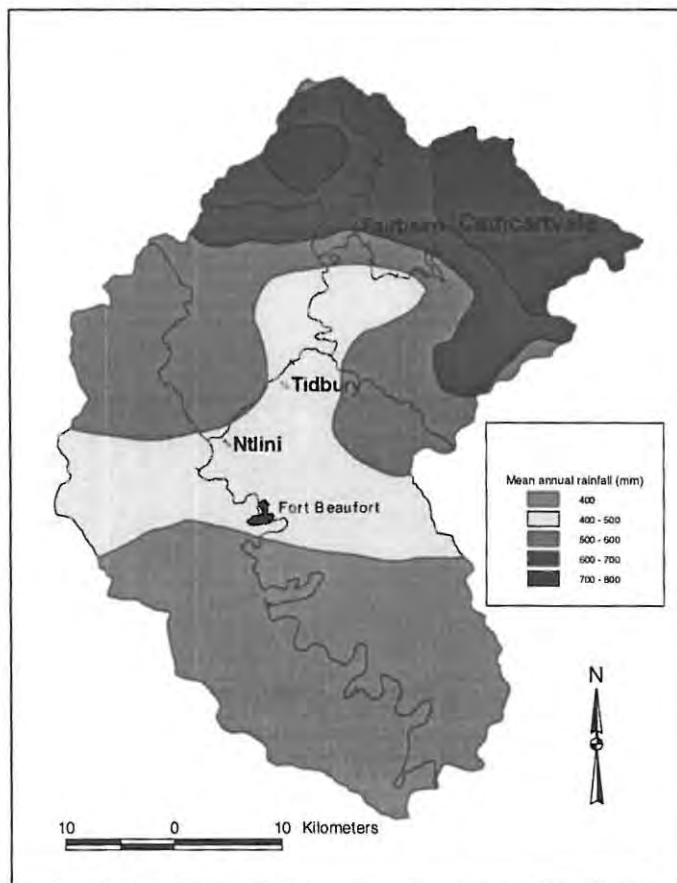 Fairbairn Cathcartvale
Tidbury
Ntlini
Fort Beaufort
Mean annual rainfall (mm)
400
400 - 500
500 - 600
600 - 700
700 - 800
N
10 0 10 Kilometers